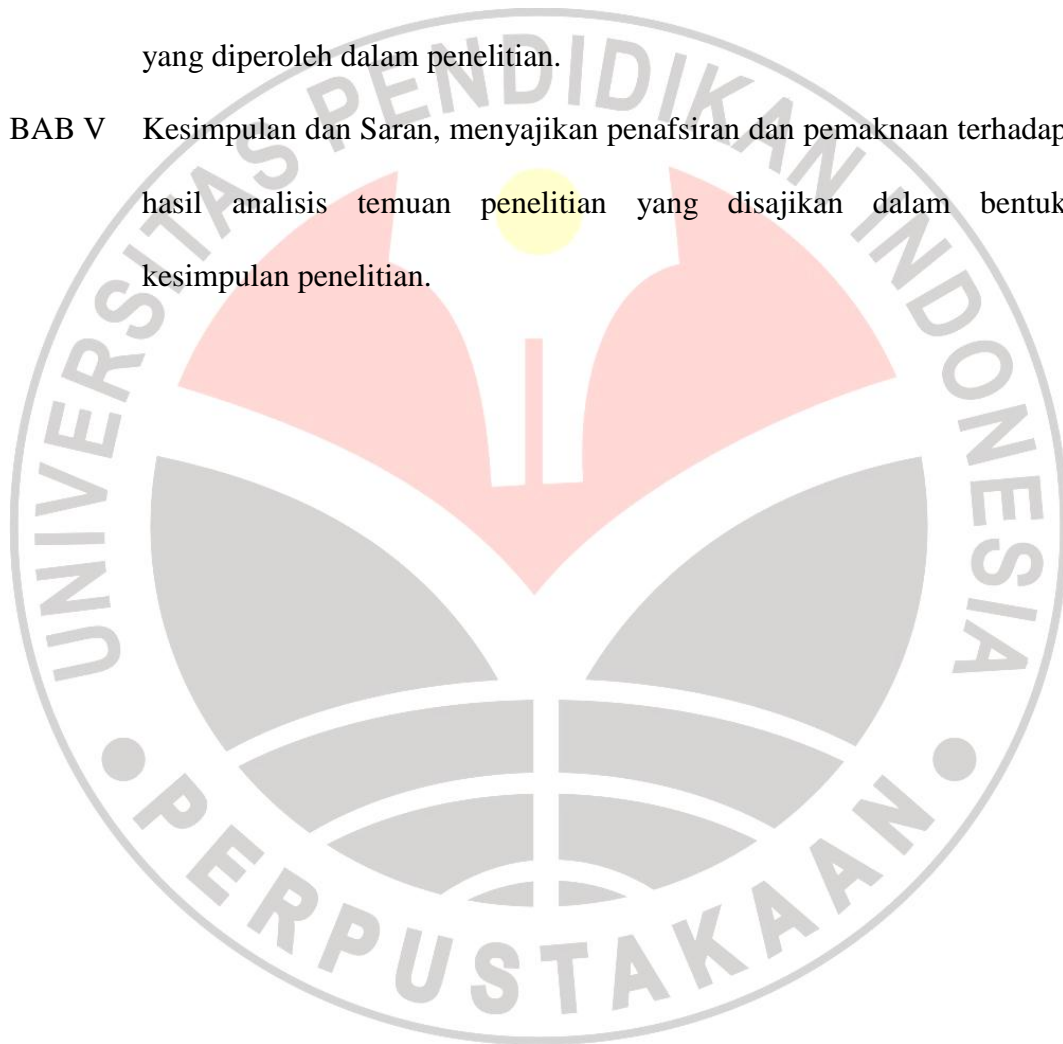 yang diperoleh dalam penelitian.
BAB V Kesimpulan dan Saran, menyajikan penafsiran dan pemaknaan terhadap
hasil analisis temuan penelitian yang disajikan dalam bentuk
kesimpulan penelitian.
UNIVERSITAS PENDIDIKAN INDONESIA
PERPUSTAKAAN